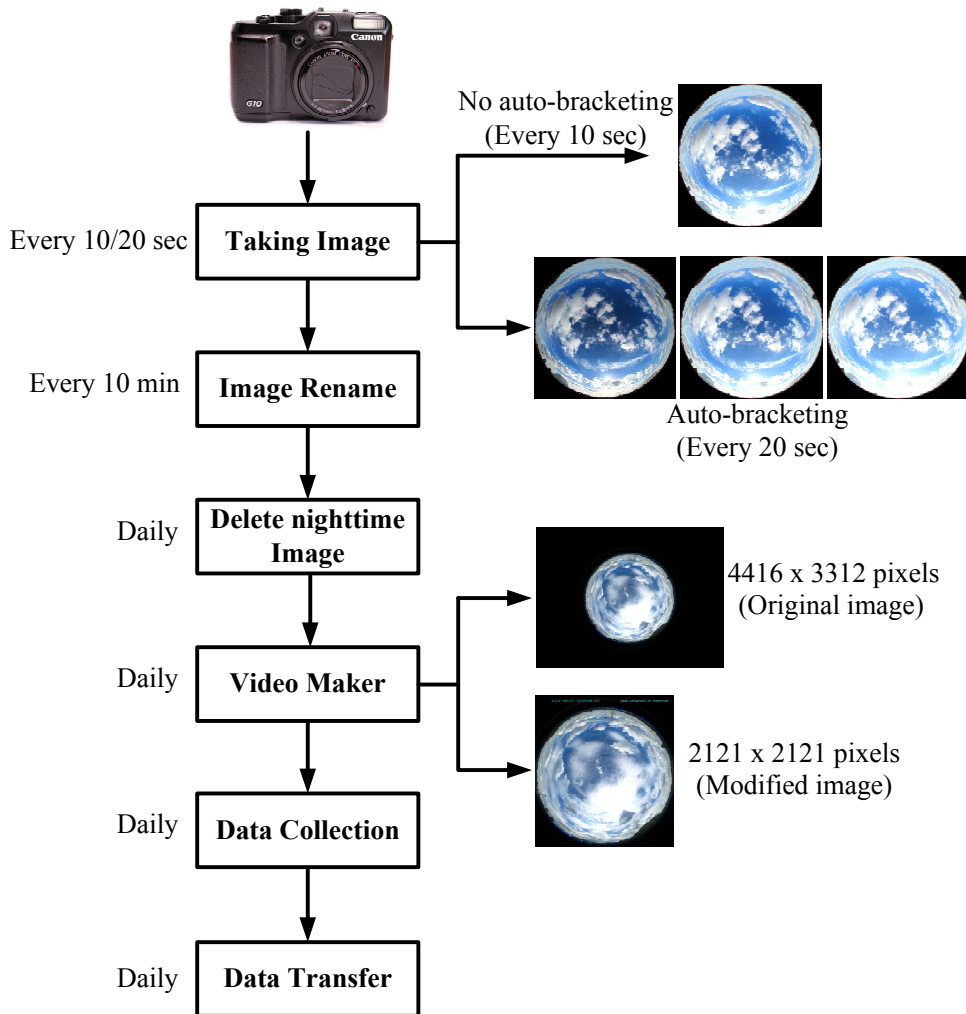 Canon
G10
No auto-bracketing
(Every 10 sec)
Every 10/20 sec
Taking Image
Every 10 min
Image Rename
Auto-bracketing
(Every 20 sec)
Daily
Delete nighttime
Image
4416 x 3312 pixels
(Original image)
Daily
Video Maker
2121 x 2121 pixels
(Modified image)
Daily
Data Collection
Daily
Data Transfer